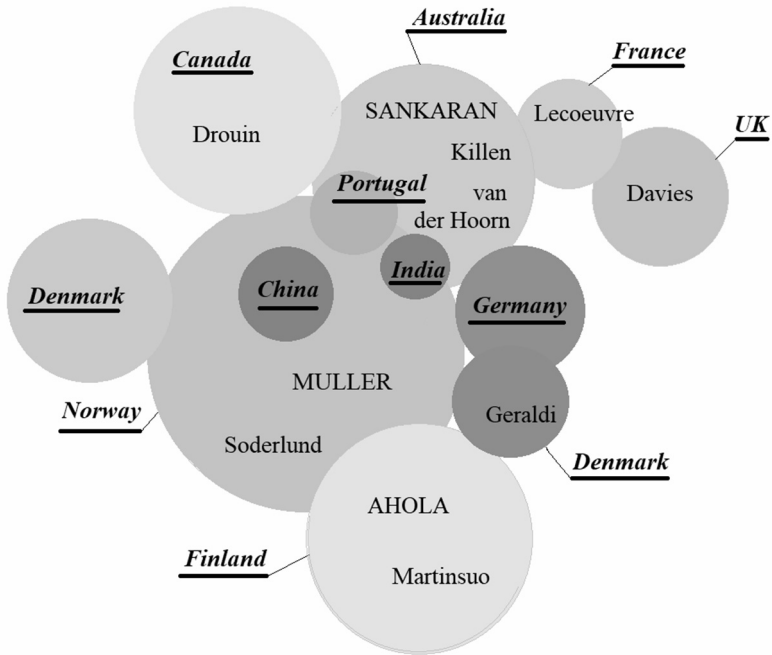 Australia
Canada
France
SANKARAN
Lecoeuvre
UK
Drouin
Killen
Portugal
van
der Hoorn
Davies
India
China
Denmark
Germany
MULLER
Norway
Geraldi
Soderlund
Denmark
AHOLA
Finland
Martinsuo